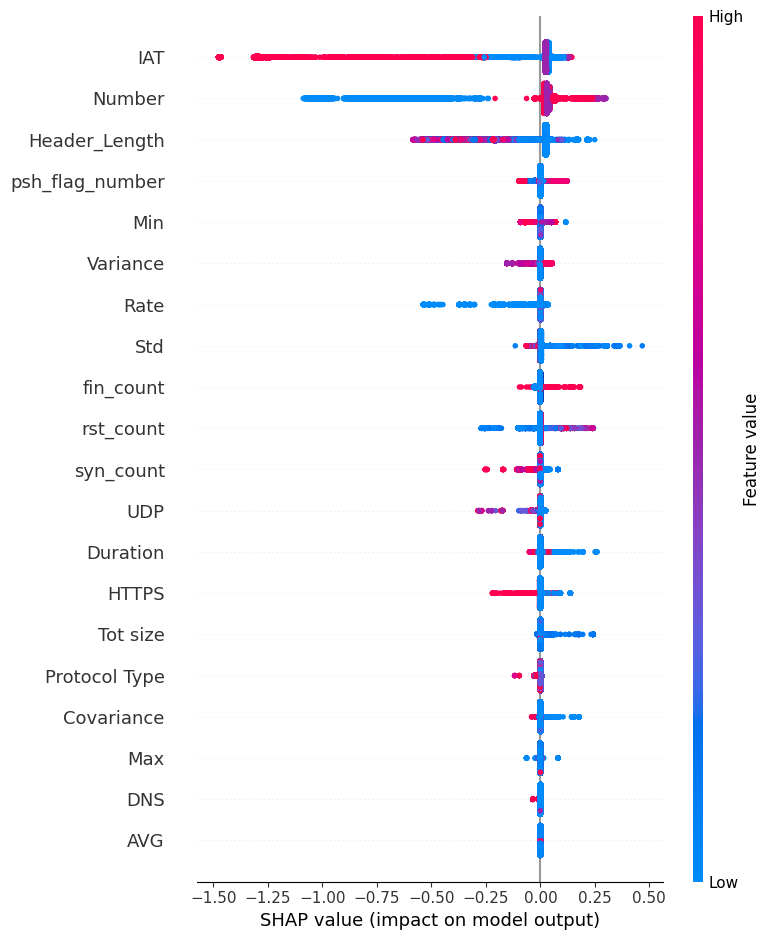 High
IAT
Number
Header_Length
psh_flag_number
Min
Variance
Rate
Std
fin_count
rst_count
syn_count
UDP
Duration
HTTPS
Tot size
Protocol Type
Covariance
Max
DNS
AVG
Feature value
Low
−1.50 −1.25 −1.00 −0.75 −0.50 −0.25 0.00 0.25 0.50
SHAP value (impact on model output)